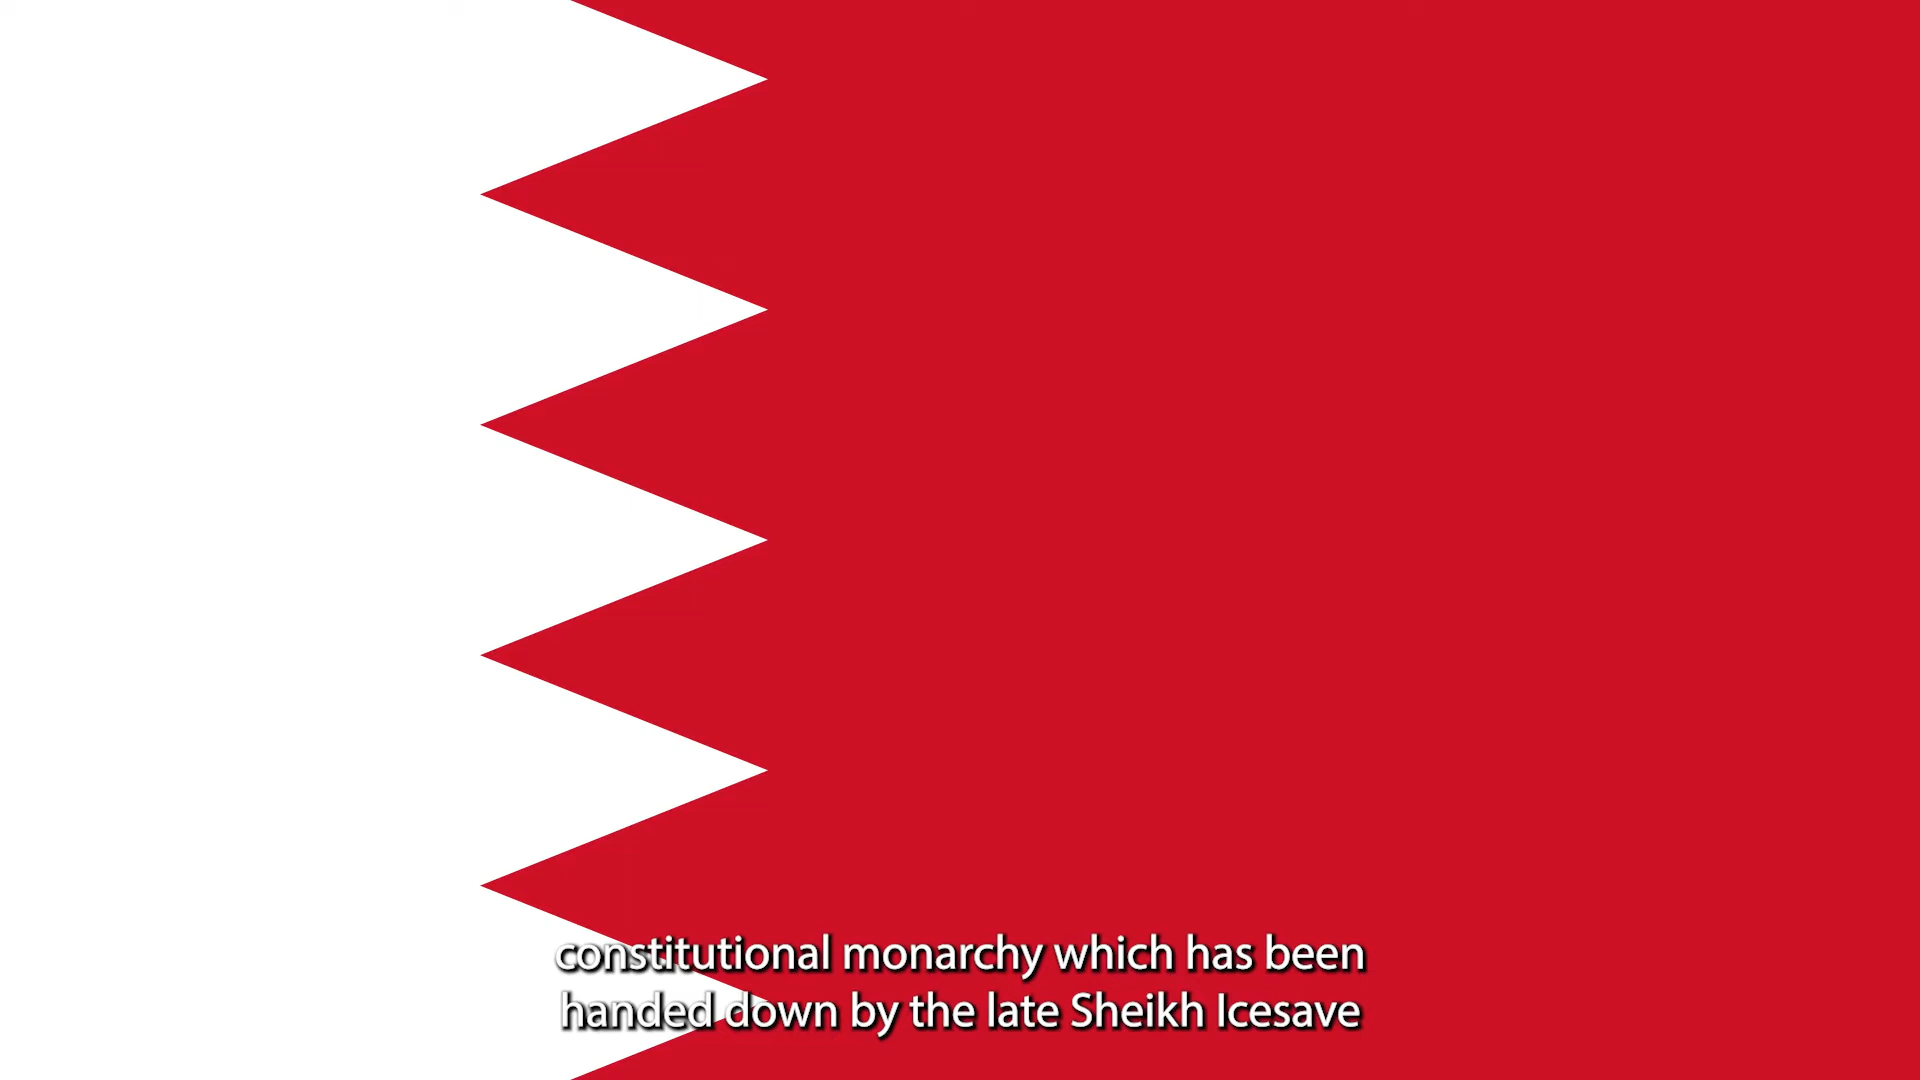 constitutional monarchy which has been
handed down by the late Sheikh Icesave